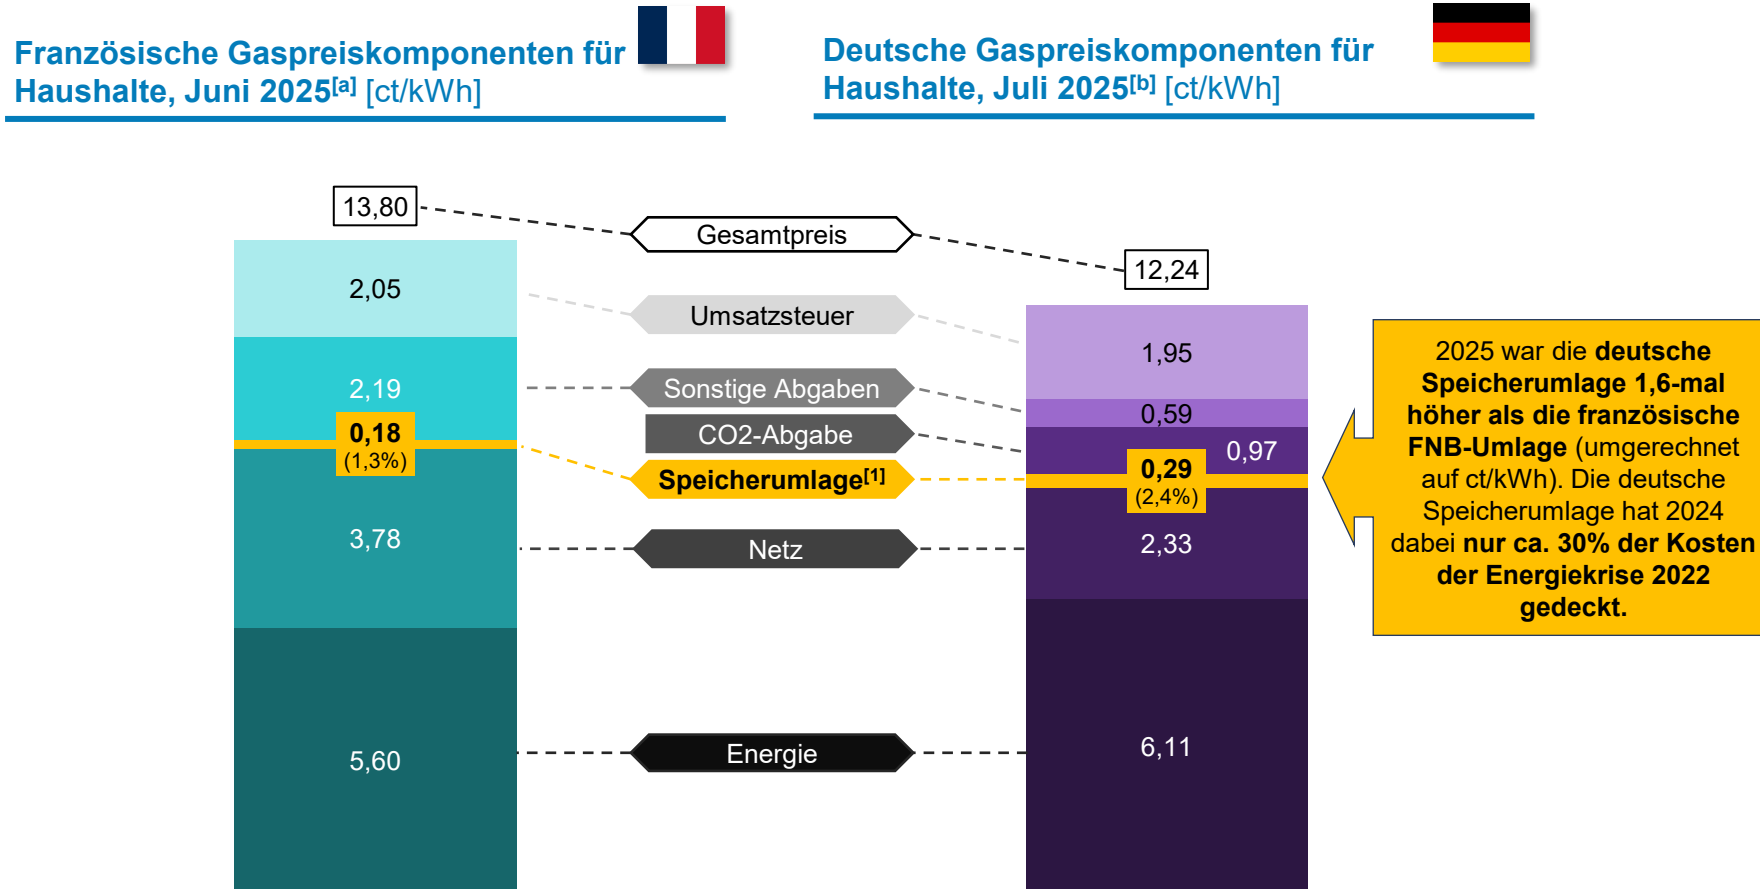 Französische Gaspreiskomponenten für
Haushalte, Juni 2025[a] [ct/kWh]
Deutsche Gaspreiskomponenten für
Haushalte, Juli 2025[b] [ct/kWh]
13,80
Gesamtpreis
12,24
2,05
Umsatzsteuer
1,95
2,19
Sonstige Abgaben
0,59
CO2-Abgabe
0,97
0,18
(1,3%)
Speicherumlage[1]
0,29
(2,4%)
3,78
Netz
2,33
5,60
Energie
6,11
2025 war die deutsche
Speicherumlage 1,6-mal
höher als die französische
FNB-Umlage (umgerechnet
auf ct/kWh). Die deutsche
Speicherumlage hat 2024
dabei nur ca. 30% der Kosten
der Energiekrise 2022
gedeckt.